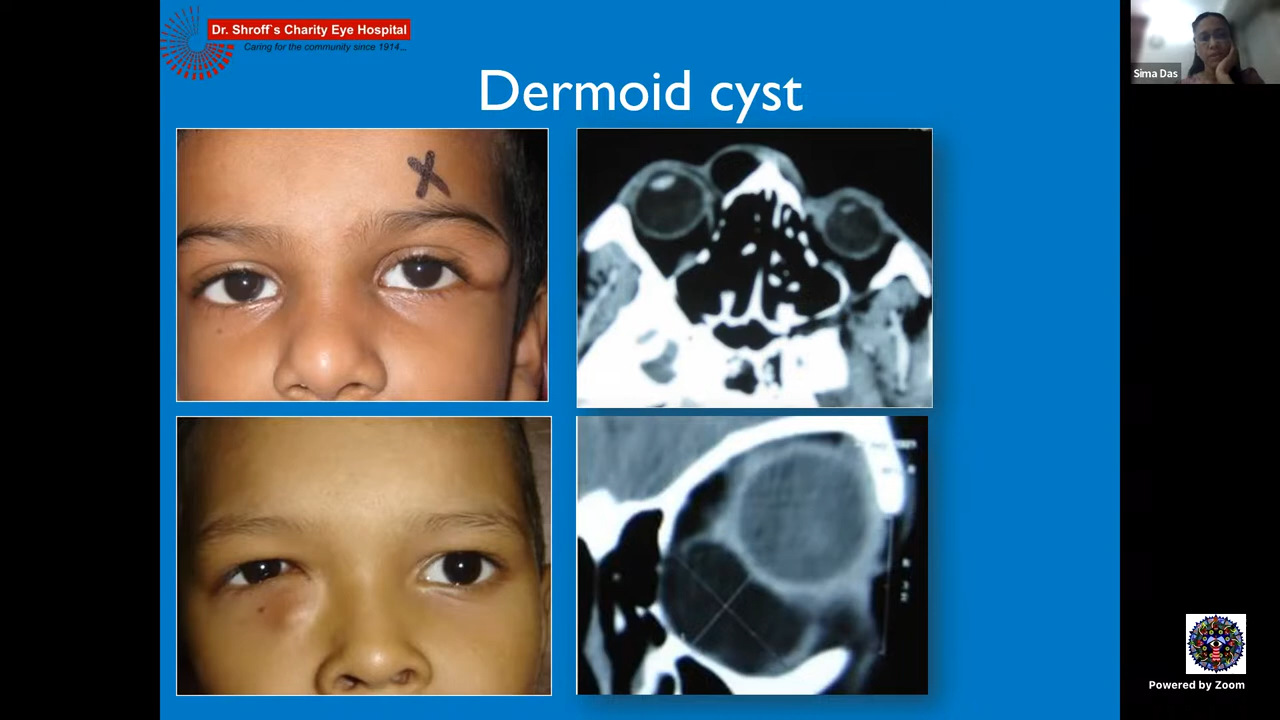 Dr. Shroff`s Charity Eye Hospital
Caring for the community since 1914...
Dermoid cyst
X
Sima Das
Powered by Zoom